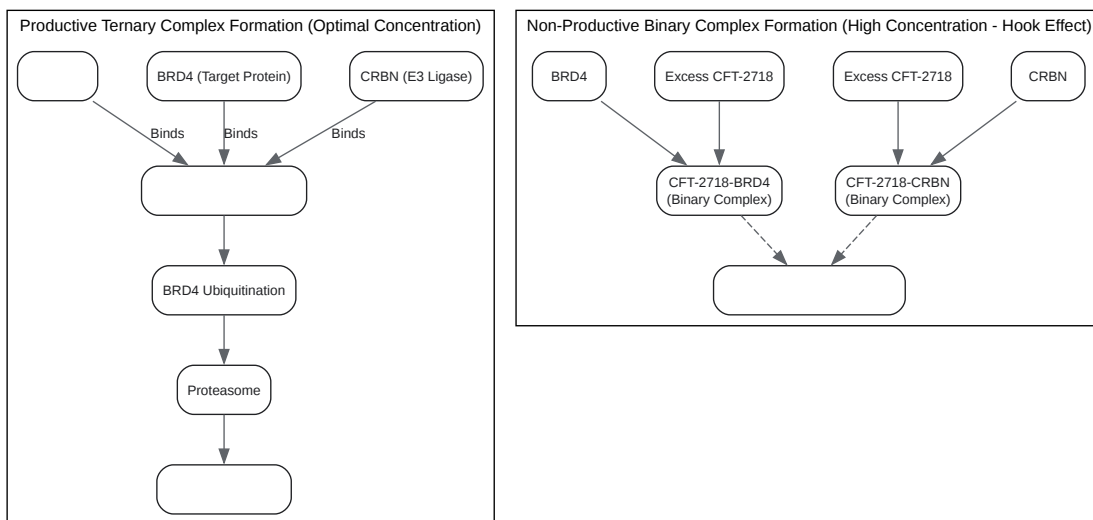 Productive Ternary Complex Formation (Optimal Concentration)
BRD4 (Target Protein)
CRBN (E3 Ligase)
Binds
Binds
Binds
BRD4 Ubiquitination
Proteasome
Non-Productive Binary Complex Formation (High Concentration - Hook Effect)
BRD4
Excess CFT-2718
Excess CFT-2718
CRBN
CFT-2718-BRD4
(Binary Complex)
CFT-2718-CRBN
(Binary Complex)